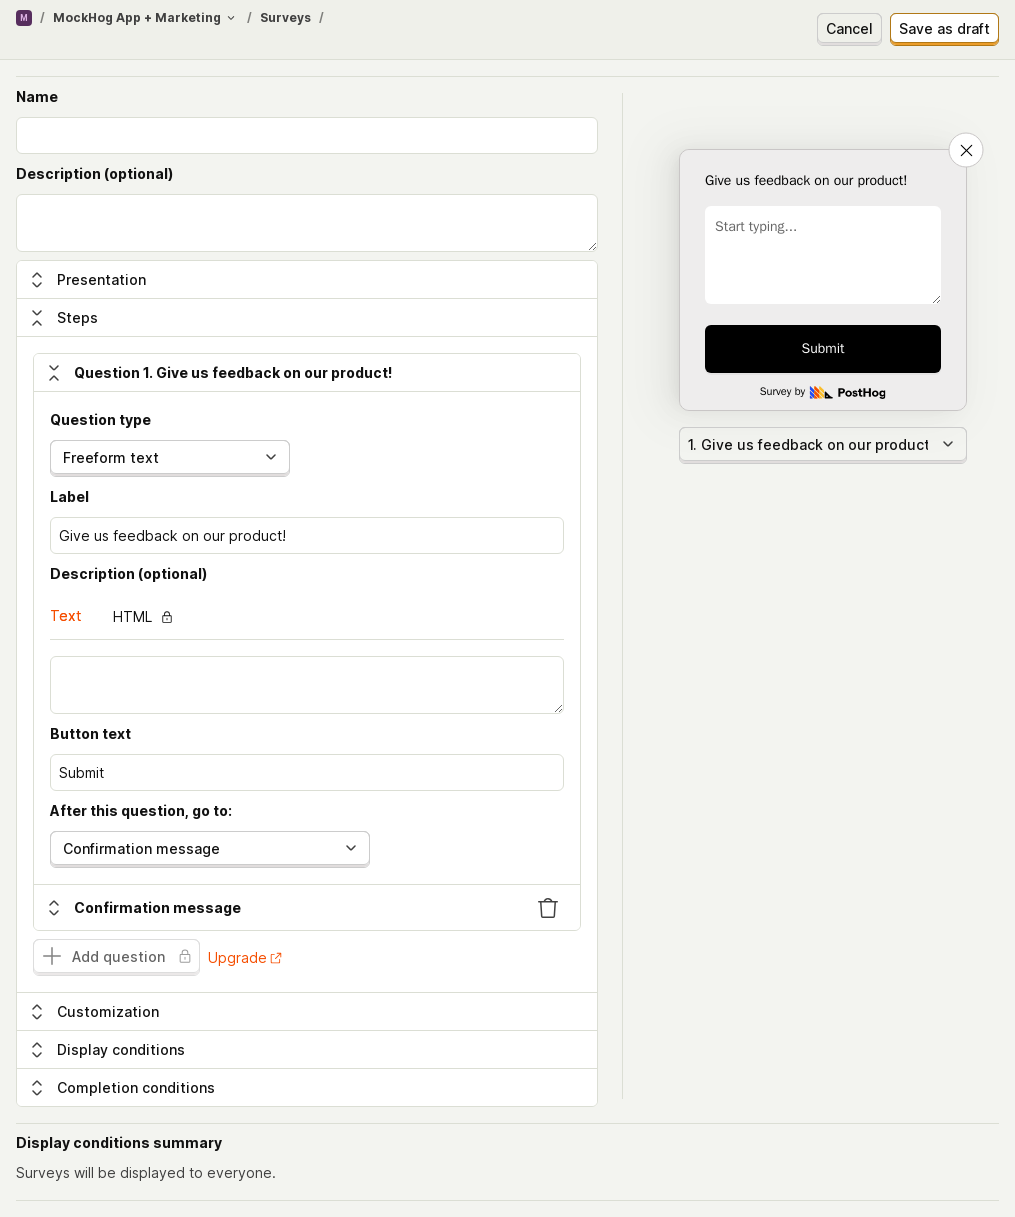 M / MockHog App + Marketing / Surveys /
Cancel
Save as draft
Name
Description (optional)
Presentation
Steps
Question 1. Give us feedback on our product!
Question type
Freeform text
Label
Give us feedback on our product!
Description (optional)
Text
HTML
Button text
Submit
After this question, go to:
Confirmation message
Confirmation message
Add question
Upgrade
Customization
Display conditions
Completion conditions
Give us feedback on our product!
Start typing...
Submit
Survey by PostHog
1. Give us feedback on our product
Display conditions summary
Surveys will be displayed to everyone.